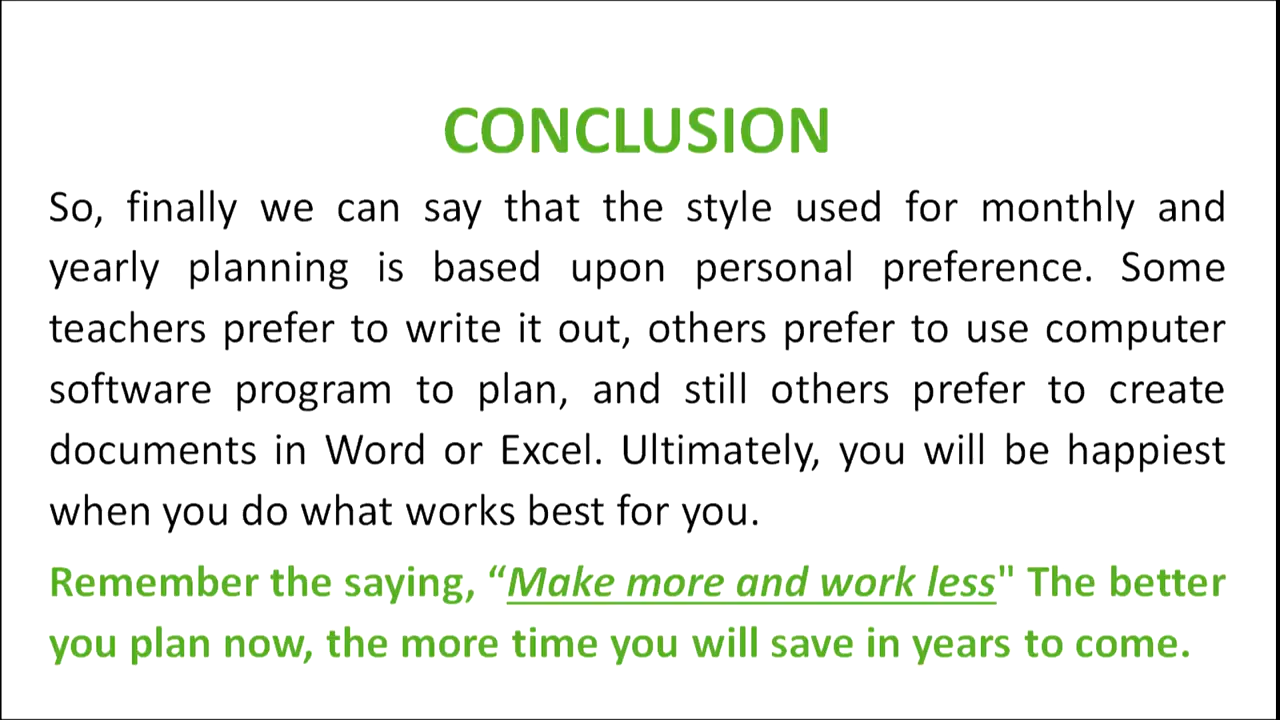 CONCLUSION
So, finally we can say that the style used for monthly and
yearly planning is based upon personal preference. Some
teachers prefer to write it out, others prefer to use computer
software program to plan, and still others prefer to create
documents in Word or Excel. Ultimately, you will be happiest
when you do what works best for you.
Remember the saying, “Make more and work less" The better
you plan now, the more time you will save in years to come.